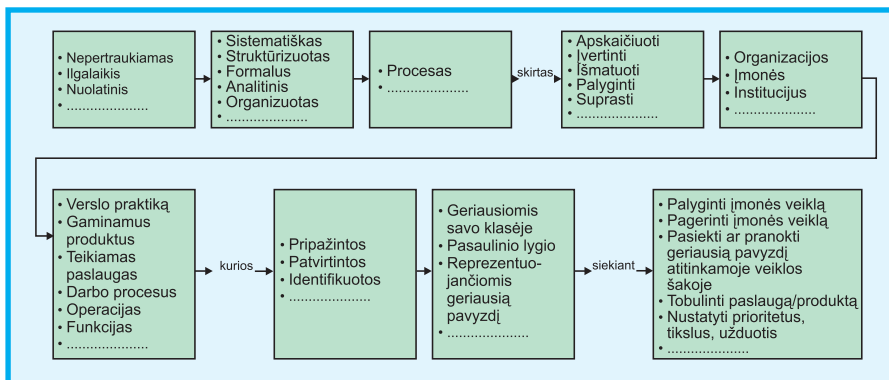 • Nepertraukiamas
• Ilgalaikis
• Nuolatinis
• .....................
• Sistematiškas
• Struktūrizuotas
• Formalus
• Analitinis
• Organizuotas
• .....................
• Procesas
• .....................
skirtas
• Apskaičiuoti
• Įvertinti
• Išmatuoti
• Palyginti
• Suprasti
• .....................
• Organizacijos
• Įmonės
• Institucijus
• .....................
• Verslo praktiką
• Gaminamus
produktus
• Teikiamas
paslaugas
• Darbo procesus
• Operacijas
• Funkcijas
• .....................
kurios
• Pripažintos
• Patvirtintos
• Identifikuotos
• .....................
• Geriausiomis
savo klasėje
• Pasaulinio lygio
• Reprezentuo-
jančiomis
geriausią
pavyzdį
• .....................
siekiant
• Palyginti įmonės veiklą
• Pagerinti įmonės veiklą
• Pasiekti ar pranokti
geriausią pavyzdį
atitinkamoje veiklos
šakoje
• Tobulinti paslaugą/produktą
• Nustatyti prioritetus,
tikslus, užduotis
• .....................